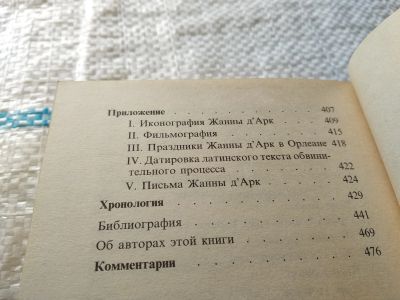 Приложение . . . . . . . . . . . . 407
I. Иконография Жанны д'Арк . . . . 409
II. Фильмография . . . . . . . . . 415
III. Праздники Жанны д'Арк в Орлеане 418
IV. Датировка латинского текста обвини-
тельного процесса . . . . . . . . 422
V. Письма Жанны д'Арк . . . . . . . 424
Хронология . . . . . . . . . . . . 429
Библиография . . . . . . . . . . . 441
Об авторах этой книги . . . . . . . 469
Комментарии . . . . . . . . . . . 476